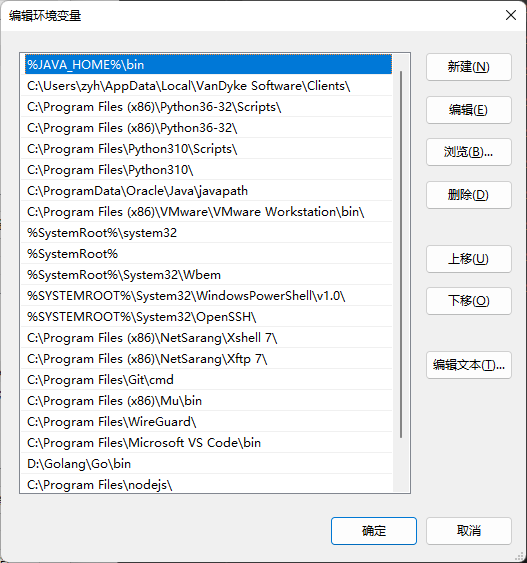 编辑环境变量
%JAVA_HOME%\bin
C:\Users\zyh\AppData\Local\VanDyke Software\Clients\
C:\Program Files (x86)\Python36-32\Scripts\
C:\Program Files (x86)\Python36-32\
C:\Program Files\Python310\Scripts\
C:\Program Files\Python310\
C:\ProgramData\Oracle\Java\javapath
C:\Program Files (x86)\VMware\VMware Workstation\bin\
%SystemRoot%\system32
%SystemRoot%
%SystemRoot%\System32\Wbem
%SYSTEMROOT%\System32\WindowsPowerShell\v1.0\
%SYSTEMROOT%\System32\OpenSSH\
C:\Program Files (x86)\NetSarang\Xshell 7\
C:\Program Files (x86)\NetSarang\Xftp 7\
C:\Program Files\Git\cmd
C:\Program Files (x86)\Mu\bin
C:\Program Files\WireGuard\
C:\Program Files\Microsoft VS Code\bin
D:\Golang\Go\bin
C:\Program Files\nodejs\
新建(N)
编辑(E)
浏览(B)...
删除(D)
上移(U)
下移(O)
编辑文本(T)...
确定
取消